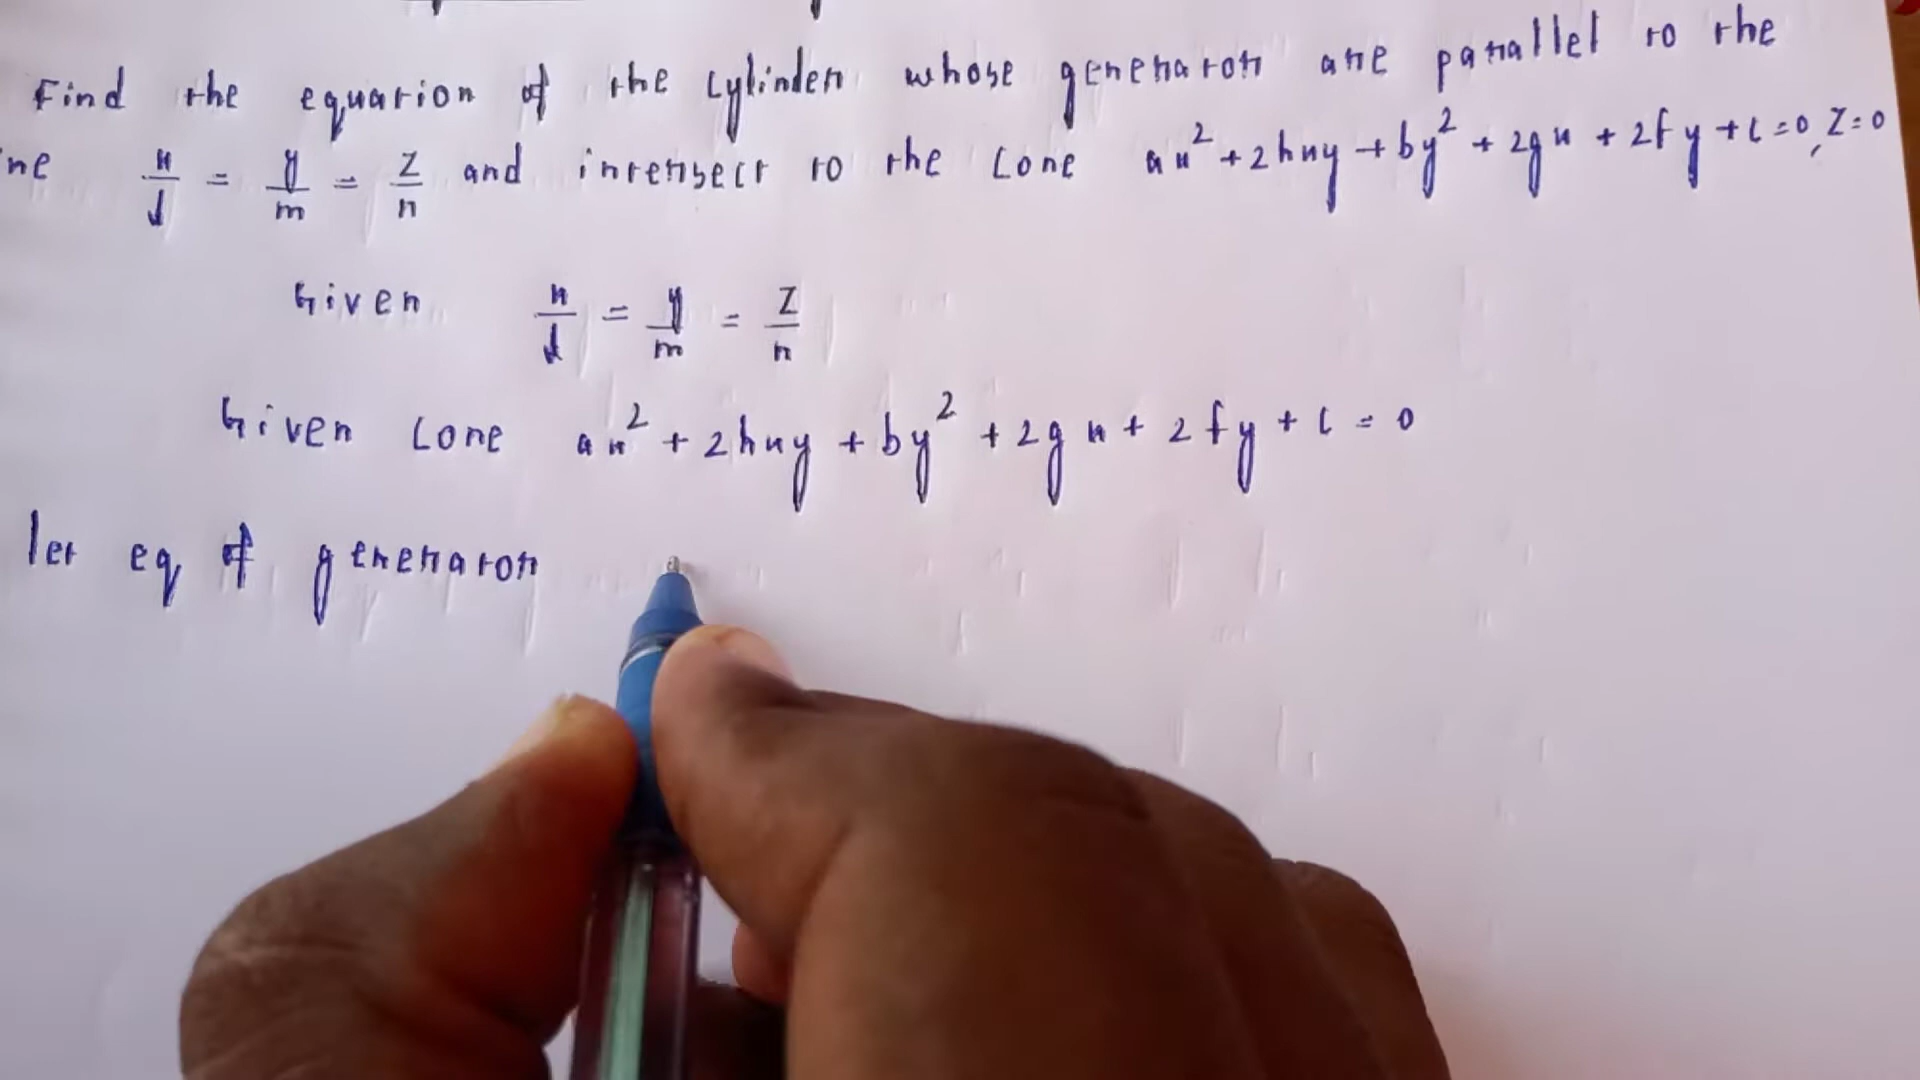 Find the equation of the cylinder whose generator are parallel to the
ne x/l = y/m = z/n and intersect to the cone ax² + 2hxy + by² + 2gx + 2fy + c = 0, z = 0
Given x/l = y/m = z/n
Given cone ax² + 2hxy + by² + 2gx + 2fy + c = 0
let eq of generator